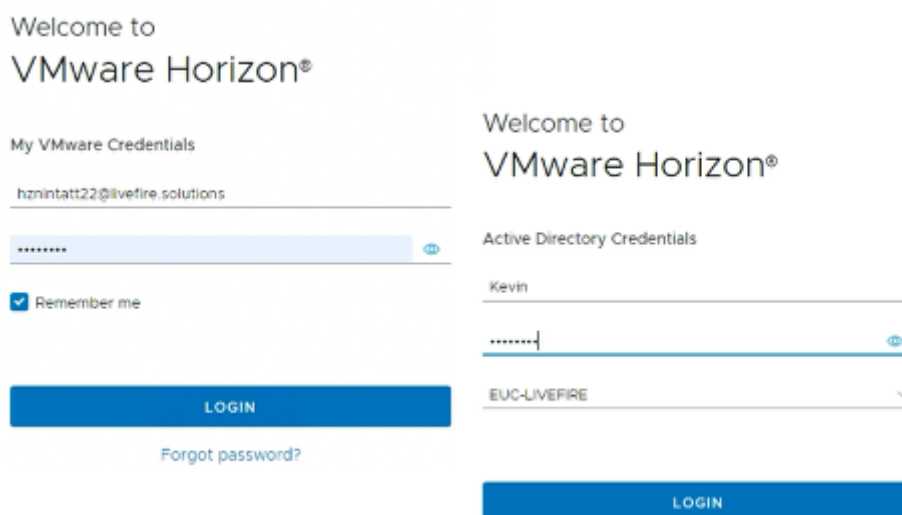 Welcome to
VMware Horizon®
My VMware Credentials
hznintatt22@livefire.solutions
••••••••
Remember me
LOGIN
Forgot password?
Welcome to
VMware Horizon®
Active Directory Credentials
Kevin
••••••••
EUC-LIVEFIRE
LOGIN